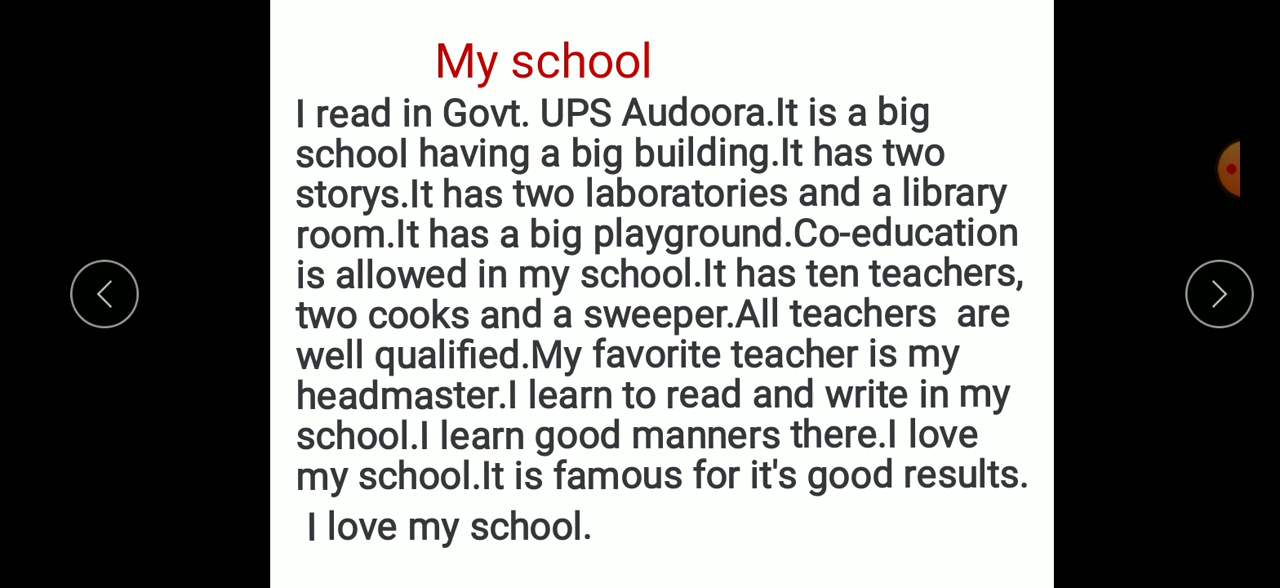 My school
I read in Govt. UPS Audoora.It is a big
school having a big building.It has two
storys.It has two laboratories and a library
room.It has a big playground.Co-education
is allowed in my school.It has ten teachers,
two cooks and a sweeper.All teachers  are
well qualified.My favorite teacher is my
headmaster.I learn to read and write in my
school.I learn good manners there.I love
my school.It is famous for it's good results.
I love my school.